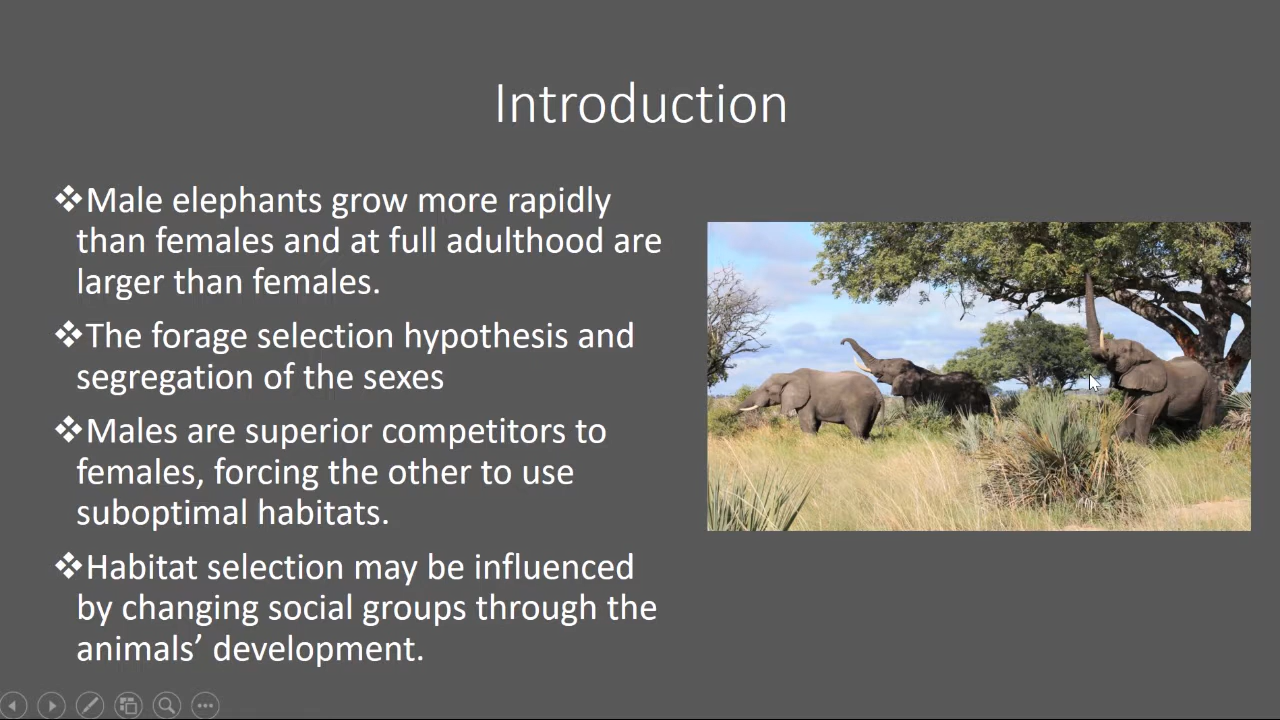 Introduction
❖Male elephants grow more rapidly
than females and at full adulthood are
larger than females.
❖The forage selection hypothesis and
segregation of the sexes
❖Males are superior competitors to
females, forcing the other to use
suboptimal habitats.
❖Habitat selection may be influenced
by changing social groups through the
animals’ development.